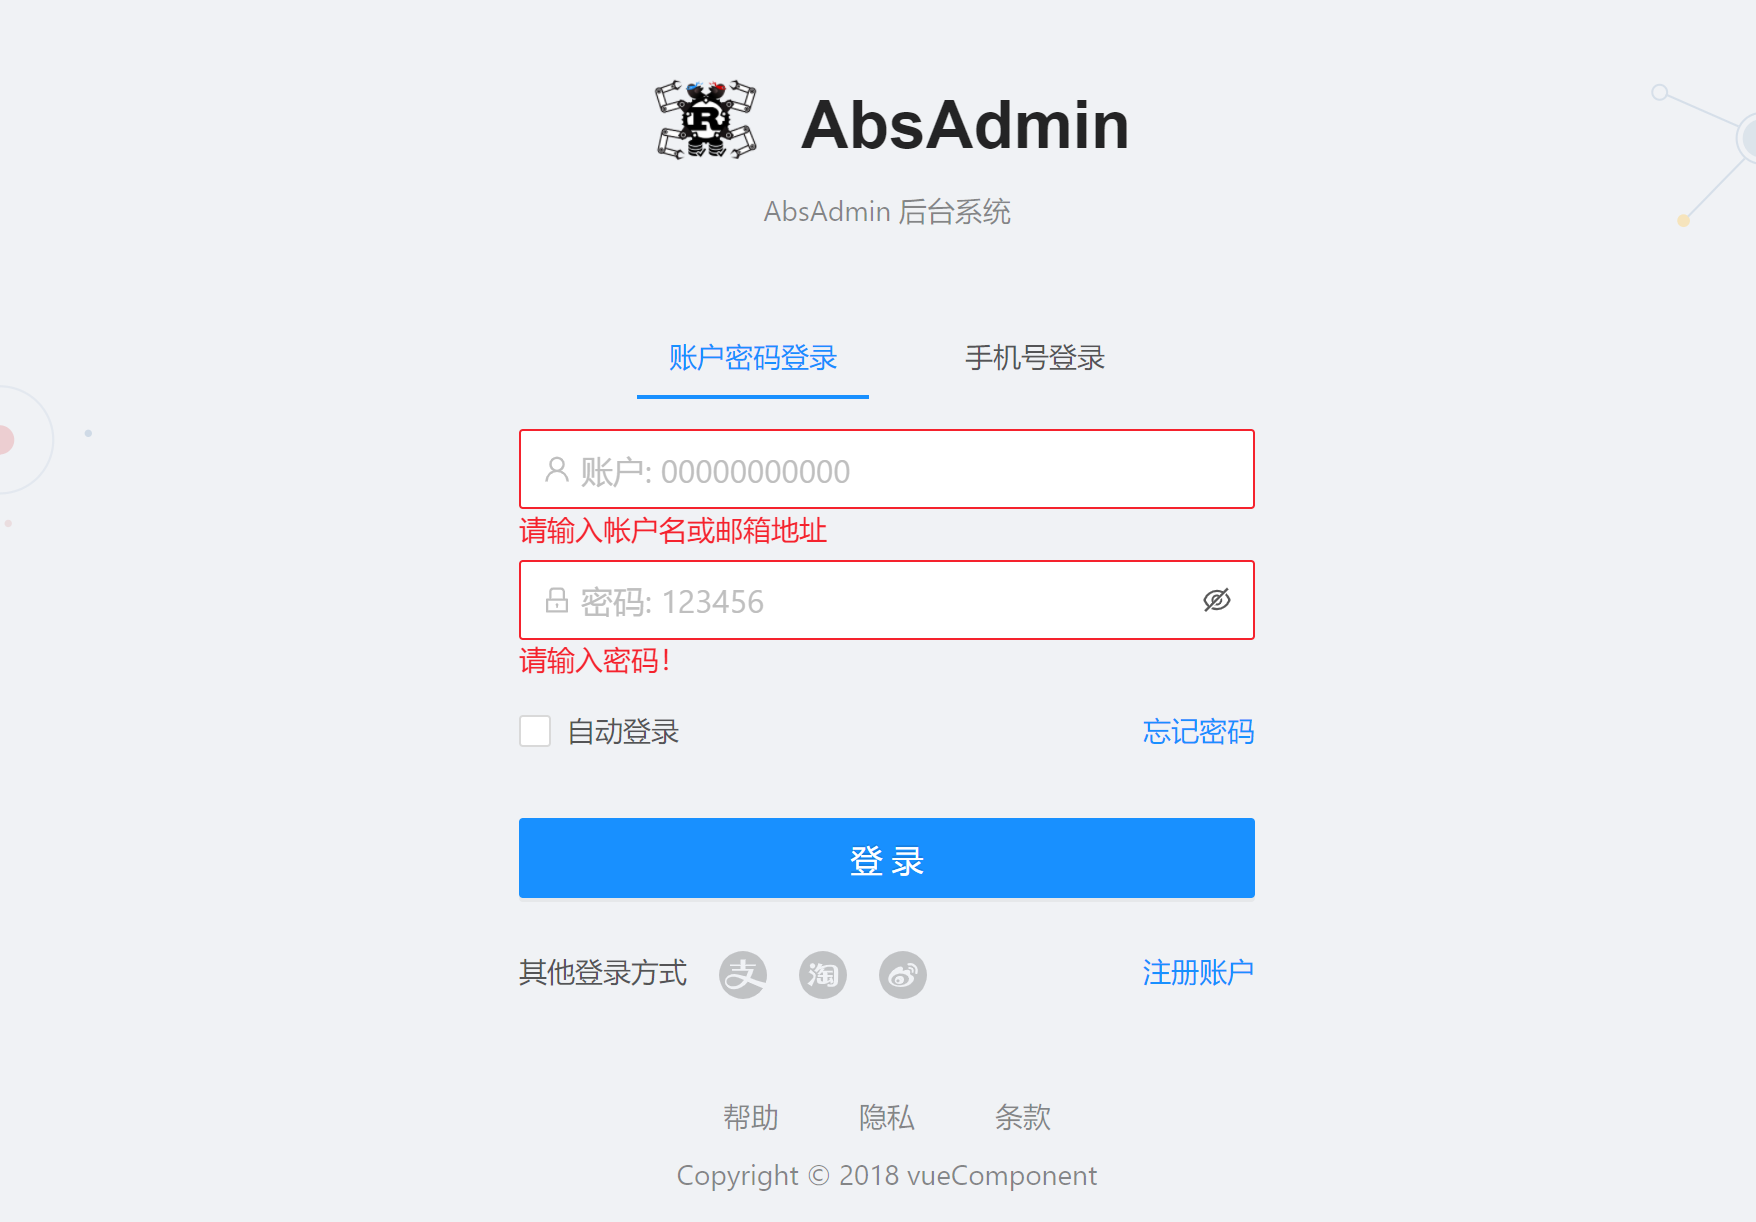 AbsAdmin
AbsAdmin 后台系统
账户密码登录 手机号登录
账户: 00000000000
请输入帐户名或邮箱地址
密码: 123456
请输入密码!
自动登录 忘记密码
登 录
其他登录方式 支 淘 注册账户
帮助 隐私 条款
Copyright © 2018 vueComponent